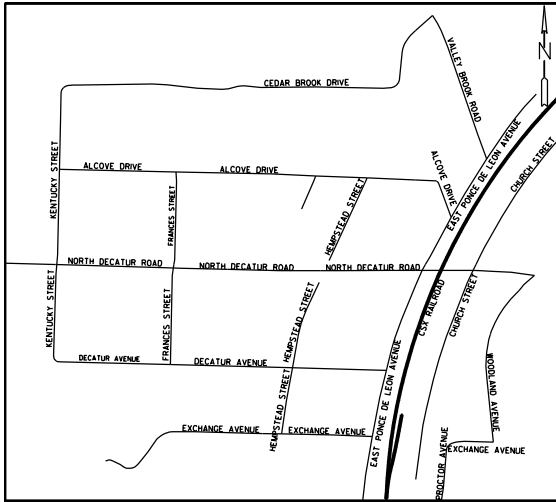 N
CEDAR BROOK DRIVE
VALLEY BROOK ROAD
KENTUCKY STREET
ALCOVE DRIVE
ALCOVE DRIVE
ALCOVE DRIVE
EAST PONCE DE LEON AVENUE
CHURCH STREET
FRANCES STREET
HEMPSTEAD STREET
NORTH DECATUR ROAD
NORTH DECATUR ROAD
NORTH DECATUR ROAD
KENTUCKY STREET
FRANCES STREET
HEMPSTEAD STREET
CSX RAILROAD
CHURCH STREET
DECATUR AVENUE
DECATUR AVENUE
EAST PONCE DE LEON AVENUE
WOODLAND AVENUE
HEMPSTEAD STREET
EXCHANGE AVENUE
EXCHANGE AVENUE
EXCHANGE AVENUE
PROCTOR AVENUE